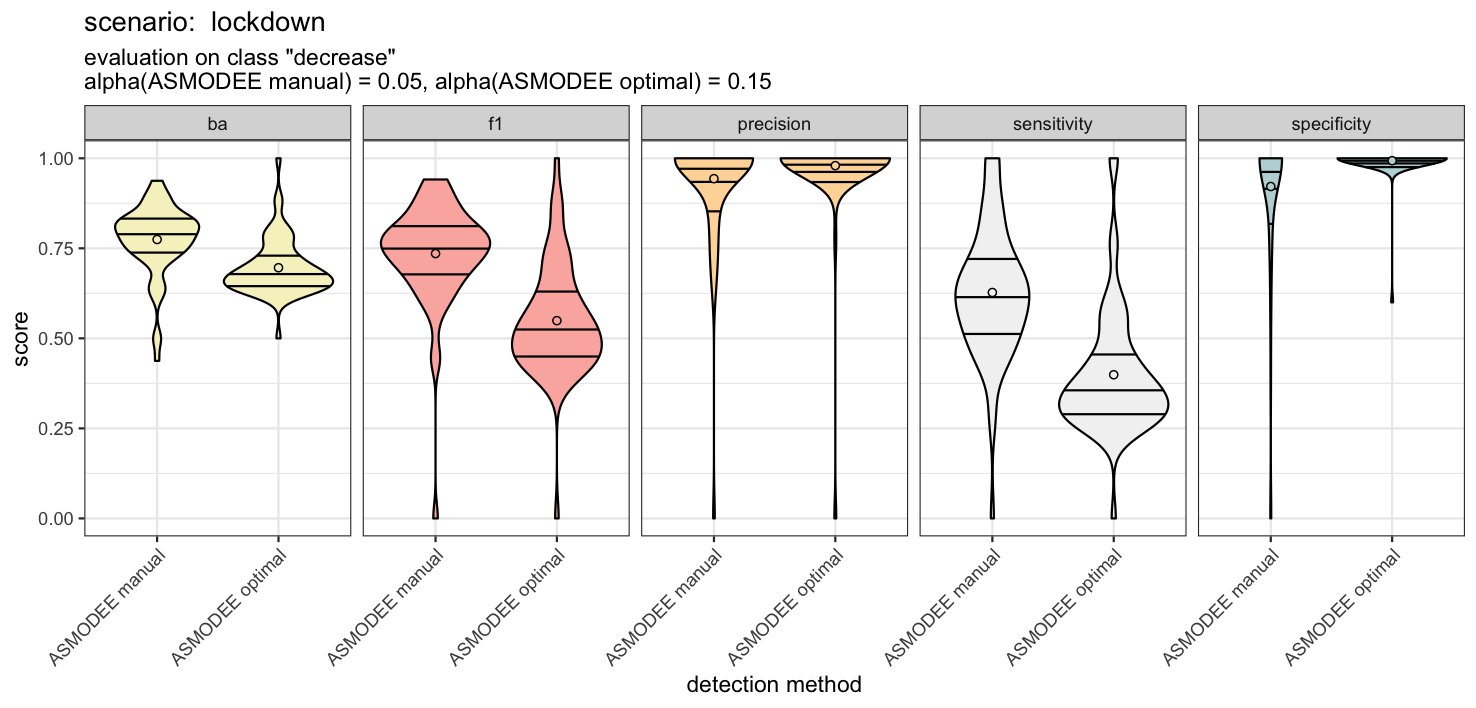 scenario:  lockdown
evaluation on class "decrease"
alpha(ASMODEE manual) = 0.05, alpha(ASMODEE optimal) = 0.15
ba
f1
precision
sensitivity
specificity
score
1.00
0.75
0.50
0.25
0.00
ASMODEE manual
ASMODEE optimal
ASMODEE manual
ASMODEE optimal
ASMODEE manual
ASMODEE optimal
ASMODEE manual
ASMODEE optimal
ASMODEE manual
ASMODEE optimal
detection method